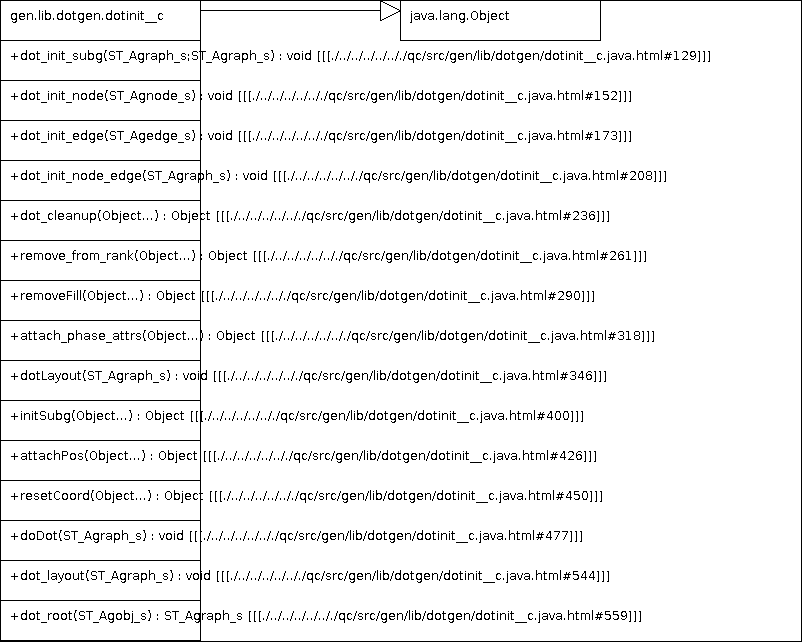 gen.lib.dotgen.dotinit__c
java.lang.Object
+dot_init_subg(ST_Agraph_s;ST_Agraph_s) : void [[[./../../../../../../qc/src/gen/lib/dotgen/dotinit__c.java.html#129]]]
+dot_init_node(ST_Agnode_s) : void [[[./../../../../../../qc/src/gen/lib/dotgen/dotinit__c.java.html#152]]]
+dot_init_edge(ST_Agedge_s) : void [[[./../../../../../../qc/src/gen/lib/dotgen/dotinit__c.java.html#173]]]
+dot_init_node_edge(ST_Agraph_s) : void [[[./../../../../../../qc/src/gen/lib/dotgen/dotinit__c.java.html#208]]]
+dot_cleanup(Object...) : Object [[[./../../../../../../qc/src/gen/lib/dotgen/dotinit__c.java.html#236]]]
+remove_from_rank(Object...) : Object [[[./../../../../../../qc/src/gen/lib/dotgen/dotinit__c.java.html#261]]]
+removeFill(Object...) : Object [[[./../../../../../../qc/src/gen/lib/dotgen/dotinit__c.java.html#290]]]
+attach_phase_attrs(Object...) : Object [[[./../../../../../../qc/src/gen/lib/dotgen/dotinit__c.java.html#318]]]
+dotLayout(ST_Agraph_s) : void [[[./../../../../../../qc/src/gen/lib/dotgen/dotinit__c.java.html#346]]]
+initSubg(Object...) : Object [[[./../../../../../../qc/src/gen/lib/dotgen/dotinit__c.java.html#400]]]
+attachPos(Object...) : Object [[[./../../../../../../qc/src/gen/lib/dotgen/dotinit__c.java.html#426]]]
+resetCoord(Object...) : Object [[[./../../../../../../qc/src/gen/lib/dotgen/dotinit__c.java.html#450]]]
+doDot(ST_Agraph_s) : void [[[./../../../../../../qc/src/gen/lib/dotgen/dotinit__c.java.html#477]]]
+dot_layout(ST_Agraph_s) : void [[[./../../../../../../qc/src/gen/lib/dotgen/dotinit__c.java.html#544]]]
+dot_root(ST_Agobj_s) : ST_Agraph_s [[[./../../../../../../qc/src/gen/lib/dotgen/dotinit__c.java.html#559]]]